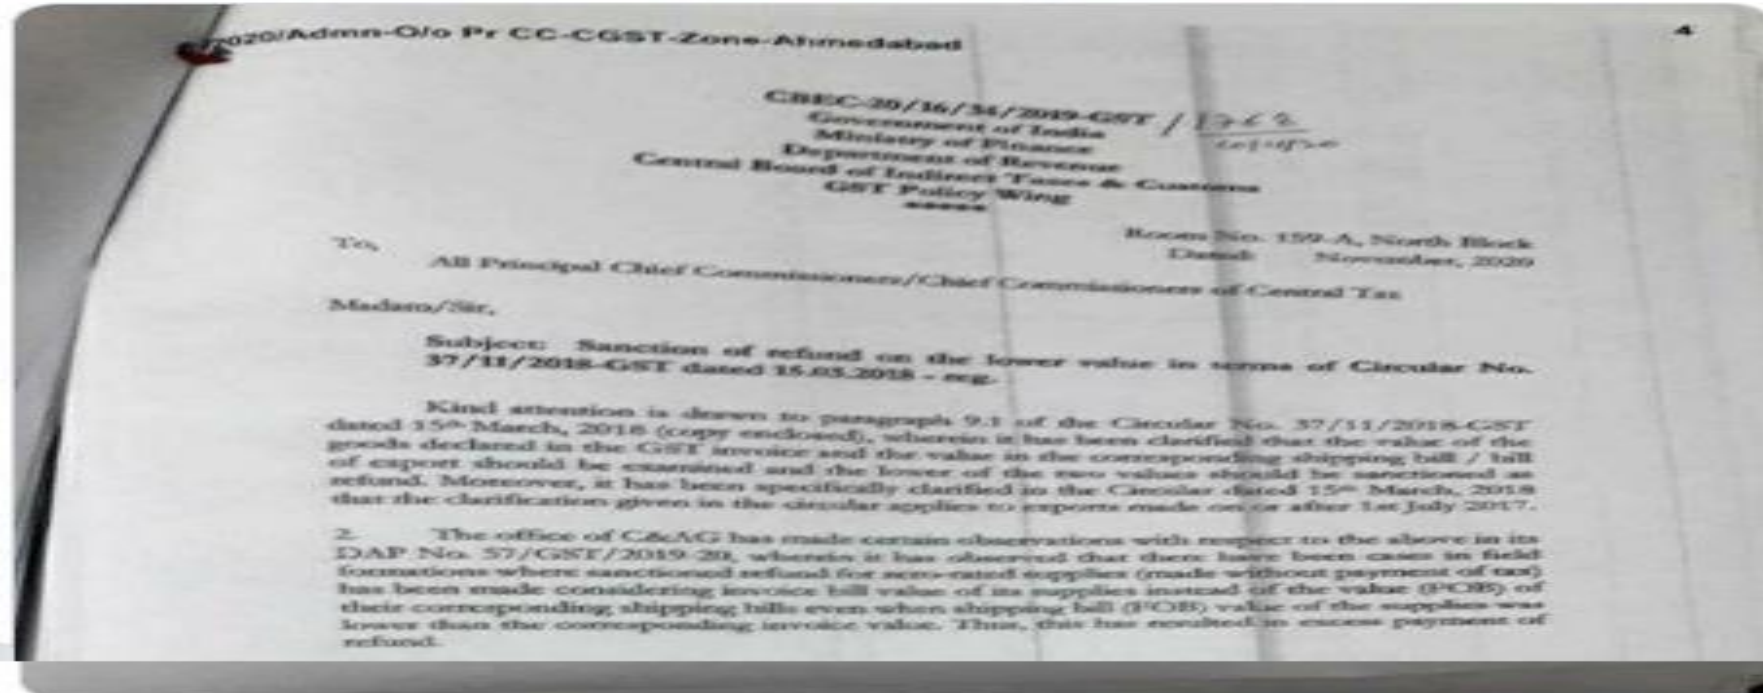 2020/Admn-O/o Pr CC-CGST-Zone-Ahmedabad
4
CBEC-20/16/34/2019-GST /
Government of India
Ministry of Finance
Department of Revenue
Central Board of Indirect Taxes & Customs
GST Policy Wing
*****
Room No. 159-A, North Block
Dated: November, 2020
To,
All Principal Chief Commissioners/Chief Commissioners of Central Tax
Madam/Sir,
Subject: Sanction of refund on the lower value in terms of Circular No.
37/11/2018-GST dated 15.03.2018 - reg.
Kind attention is drawn to paragraph 9.1 of the Circular No. 37/11/2018-GST
dated 15th March, 2018 (copy enclosed), wherein it has been clarified that the value of the
goods declared in the GST invoice and the value in the corresponding shipping bill / bill
of export should be examined and the lower of the two values should be sanctioned as
refund. Moreover, it has been specifically clarified in the Circular dated 15th March, 2018
that the clarification given in the circular applies to exports made on or after 1st July 2017.
2. The office of C&AG has made certain observations with respect to the above in its
DAP No. 57/GST/2019-20, wherein it has observed that there have been cases in field
formations where sanctioned refund for zero-rated supplies (made without payment of tax)
has been made considering invoice bill value of its supplies instead of the value (FOB) of
their corresponding shipping bills even when shipping bill (FOB) value of the supplies was
lower than the corresponding invoice value. Thus, this has resulted in excess payment of
refund.